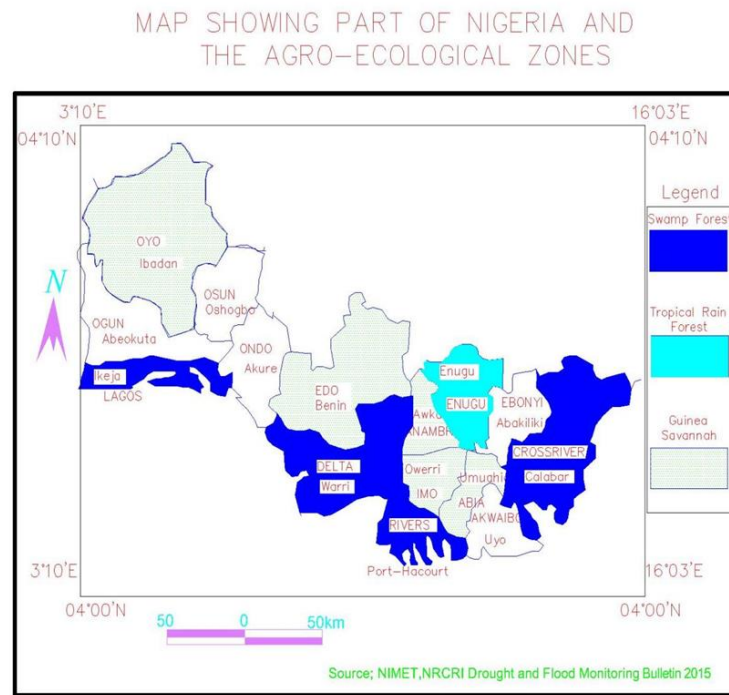 MAP SHOWING PART OF NIGERIA AND
THE AGRO-ECOLOGICAL ZONES
3°10'E
16°03'E
04°10'N
04°10'N
Legend
Swamp Forest
Tropical Rain
Forest
Guinea
Savannah
N
OYO
Ibadan
OSUN
Oshogbo
OGUN
Abeokuta
ONDO
Akure
Ikeja
LAGOS
EDO
Benin
Enugu
ENUGU
EBONYI
Abakiliki
Awka
ANAMBR
CROSSRIVER
Calabar
DELTA
Warri
Owerri
IMO
Umuahi
ABIA
AKWAIBO
Uyo
RIVERS
Port-Hacourt
3°10'E
16°03'E
04°00'N
04°00'N
50 0 50km
Source; NIMET,NRCRI Drought and Flood Monitoring Bulletin 2015